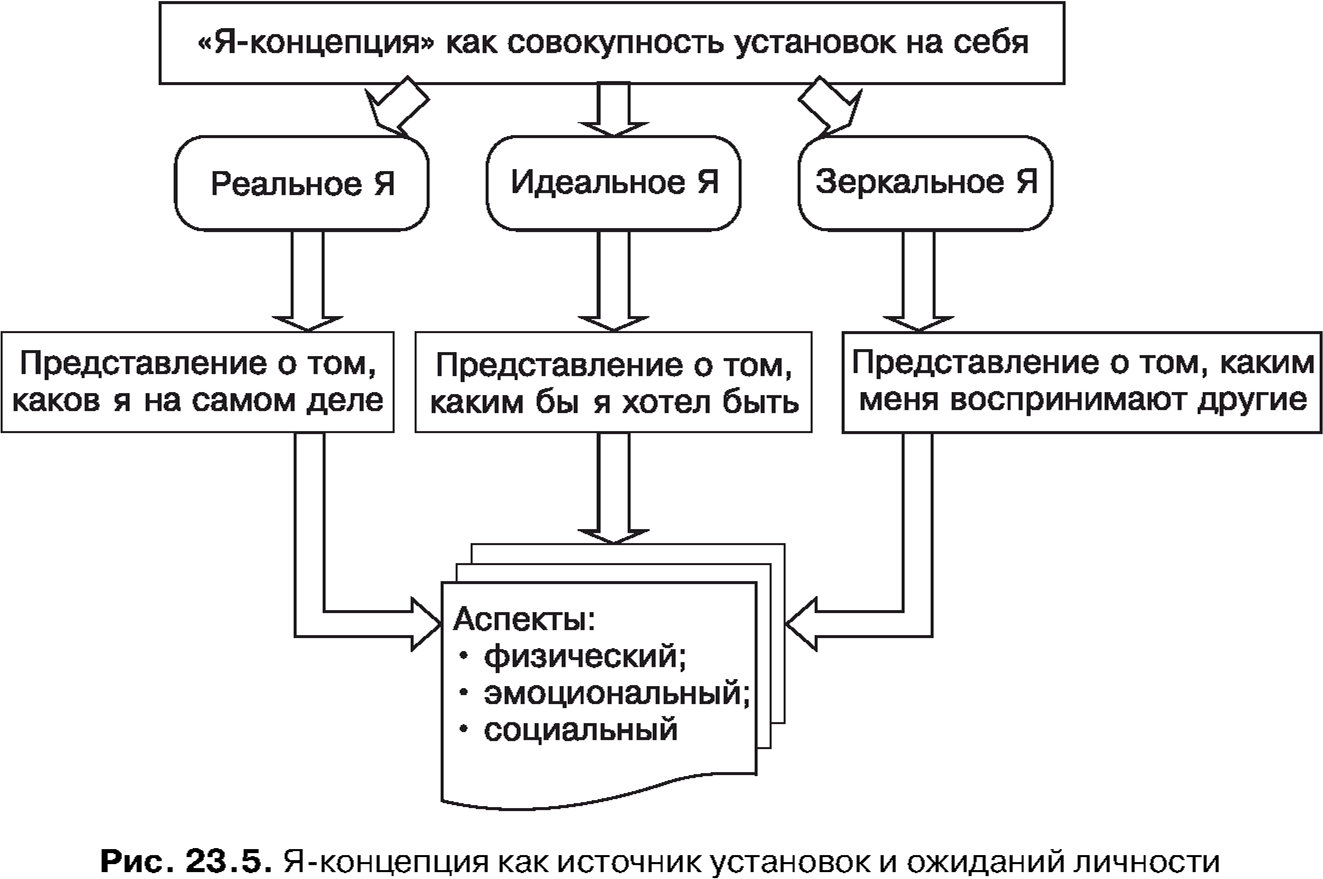 «Я-концепция» как совокупность установок на себя
Реальное Я
Идеальное Я
Зеркальное Я
Представление о том,
каков я на самом деле
Представление о том,
каким бы я хотел быть
Представление о том, каким
меня воспринимают другие
Аспекты:
• физический;
• эмоциональный;
• социальный
Рис. 23.5. Я-концепция как источник установок и ожиданий личности